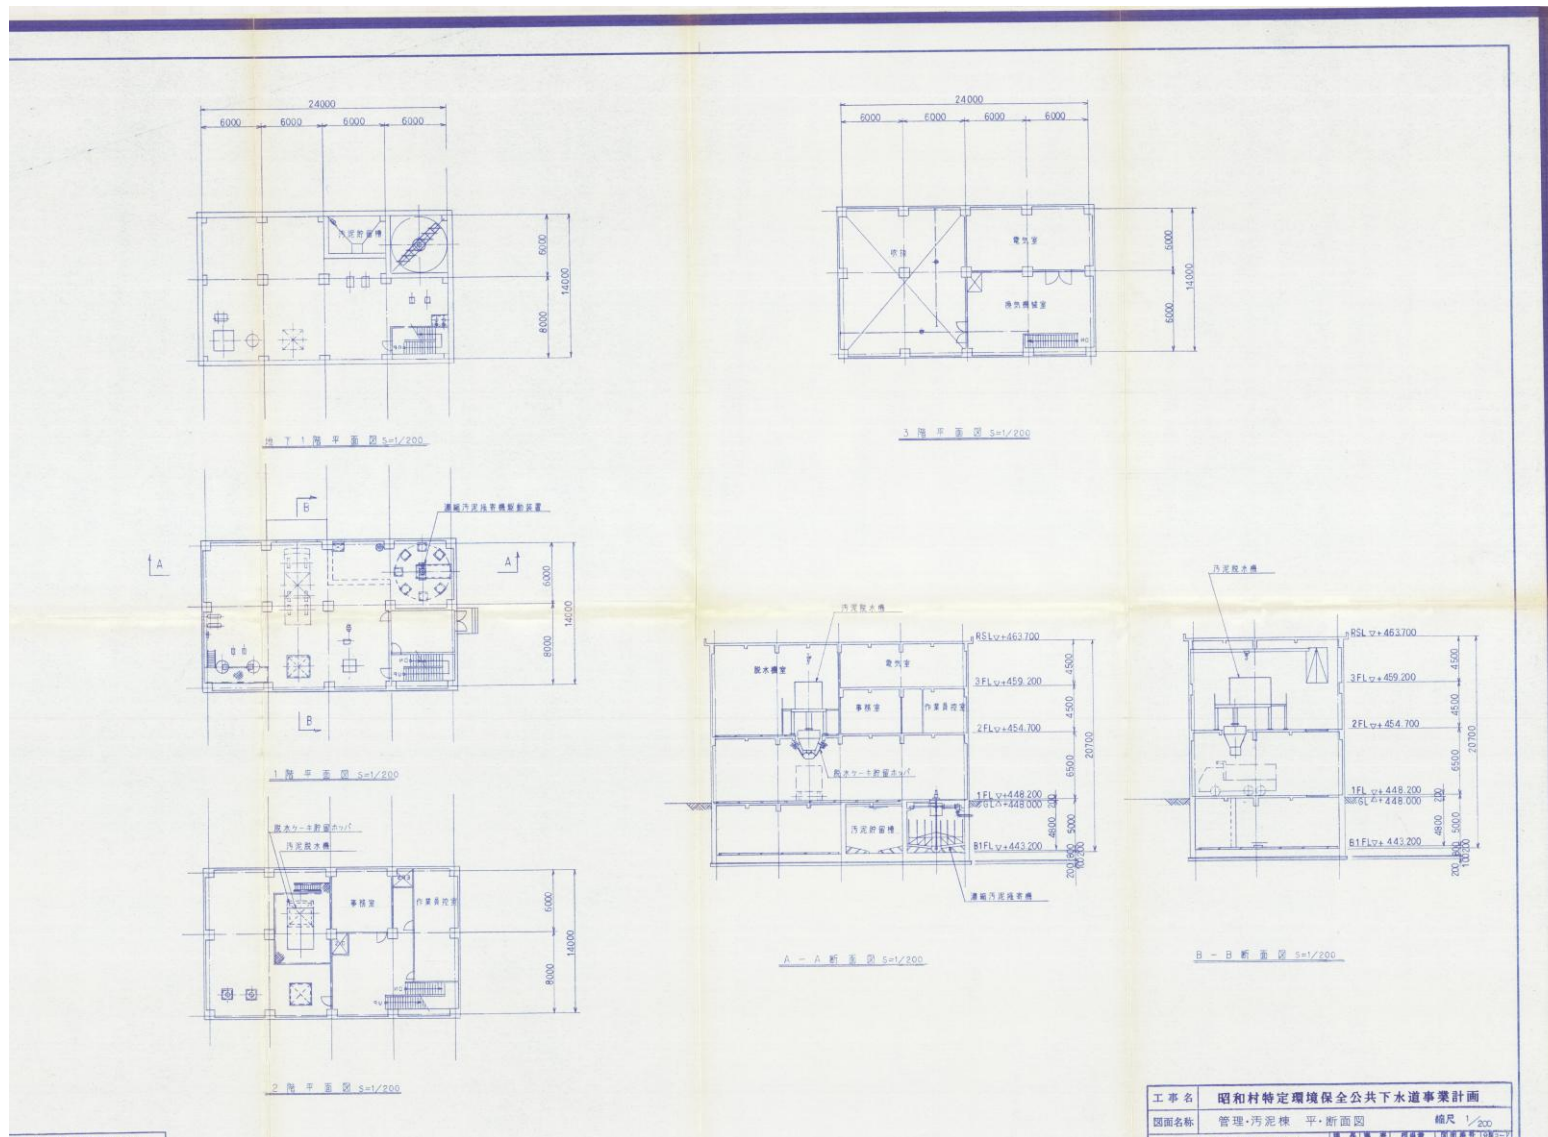 24000
6000 6000 6000 6000
汚泥貯留槽
6000
8000
14000
地下1階平面図 S=1/200
24000
6000 6000 6000 6000
吹抜
電気室
換気機械室
6000
6000
14000
3階平面図 S=1/200
B
濃縮汚泥掻寄機駆動装置
A
A
6000
8000
14000
B
1階平面図 S=1/200
脱水ケーキ貯留ホッパ
汚泥脱水機
事務室
作業員控室
6000
8000
14000
2階平面図 S=1/200
汚泥脱水機
脱水機室
電気室
事務室
作業員控室
脱水ケーキ貯留ホッパ
汚泥貯留槽
濃縮汚泥掻寄機
RSL▽+463.700
3FL▽+459.200
2FL▽+454.700
1FL▽+448.200
GL△+448.000
B1FL▽+443.200
4500
4500
6500
200
4800
5000
20700
A-A断面図 S=1/200
汚泥脱水機
RSL▽+463.700
3FL▽+459.200
2FL▽+454.700
1FL▽+448.200
GL△+448.000
B1FL▽+443.200
4500
4500
6500
200
4800
5000
20700
B-B断面図 S=1/200
工事名 昭和村特定環境保全公共下水道事業計画
図面名称 管理・汚泥棟 平・断面図 縮尺 1/200